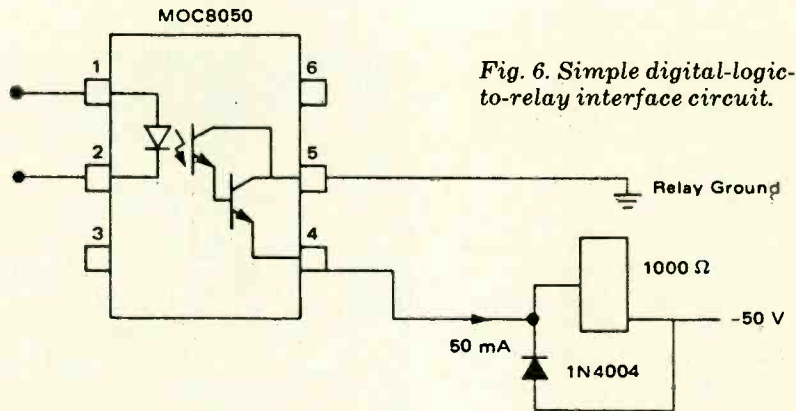 MOC8050
Fig. 6. Simple digital-logic-
to-relay interface circuit.
1
6
2
5
Relay Ground
3
4
1000 Ω
-50 V
50 mA
1N4004